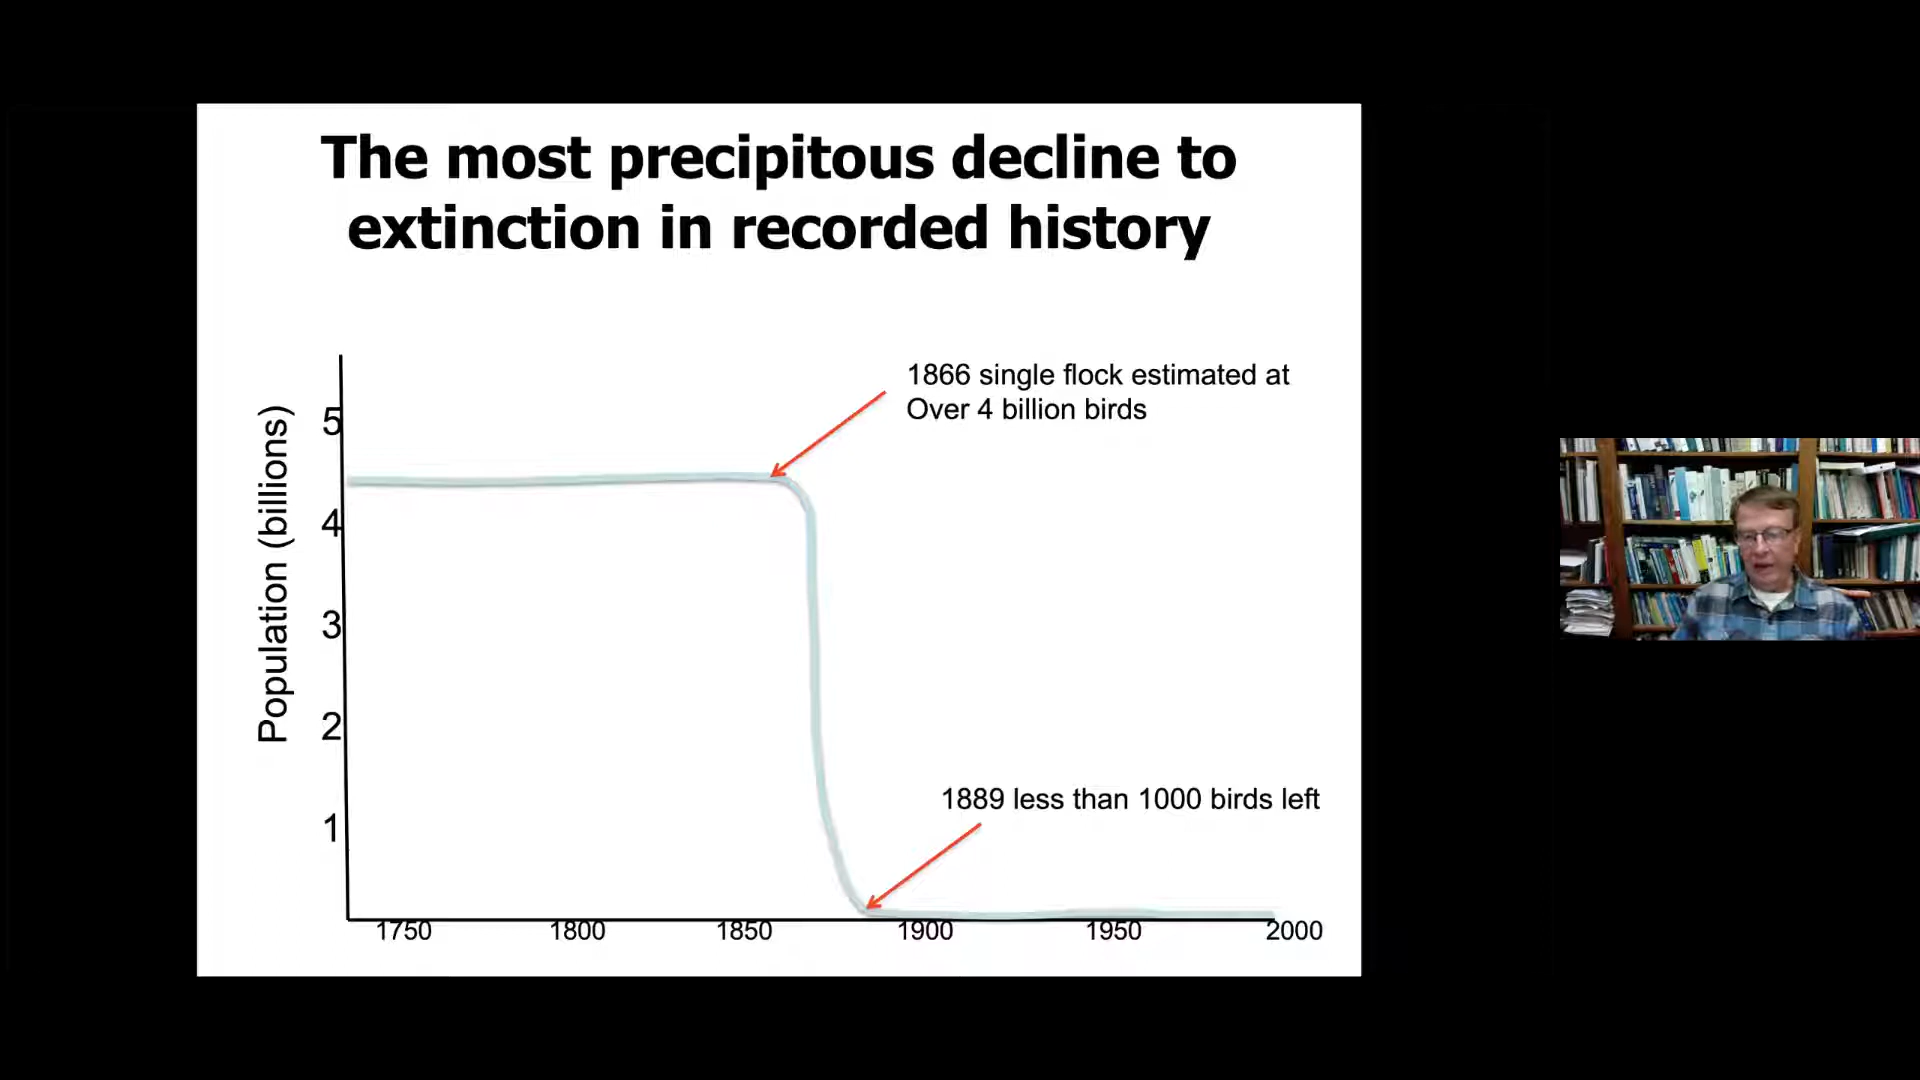 The most precipitous decline to
extinction in recorded history
1866 single flock estimated at
Over 4 billion birds
Population (billions)
5
4
3
2
1
1889 less than 1000 birds left
1750 1800 1850 1900 1950 2000